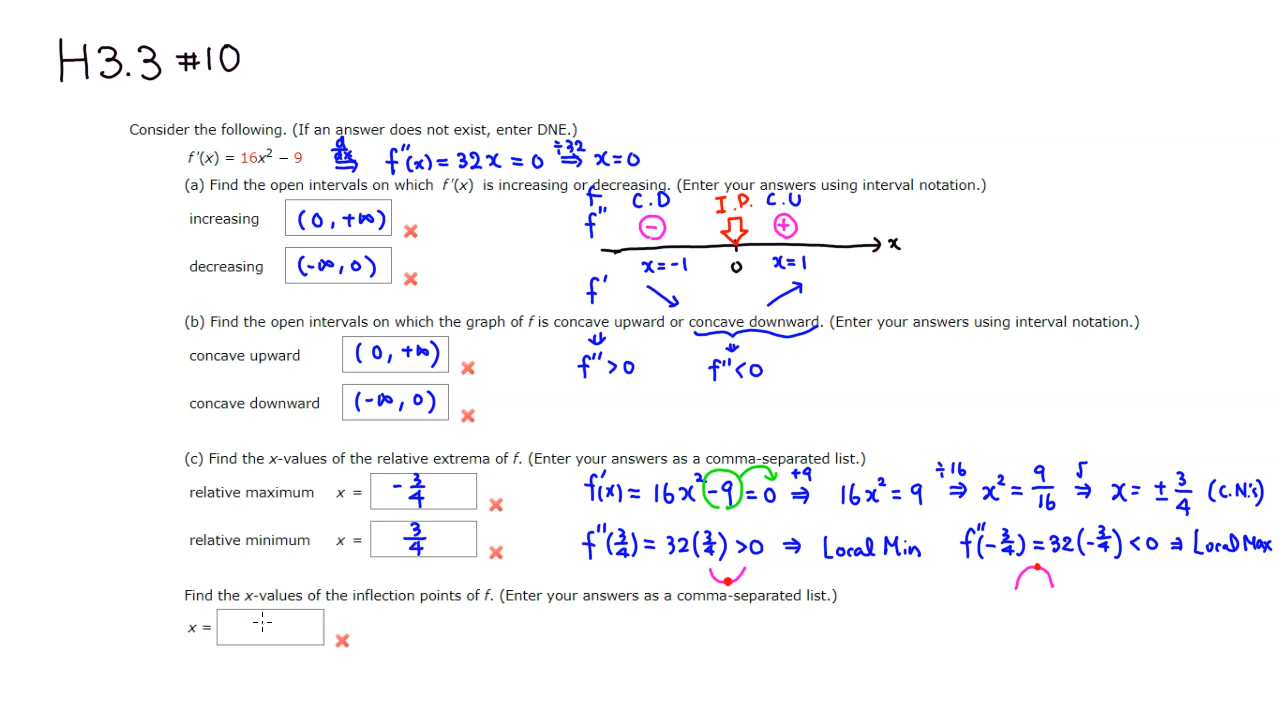 H3.3 #10
Consider the following. (If an answer does not exist, enter DNE.)
f'(x) = 16x² − 9 d/dx ⇒ f''(x) = 32x = 0 ÷32 ⇒ x = 0
(a) Find the open intervals on which f'(x) is increasing or decreasing. (Enter your answers using interval notation.)
f C.D I.P. C.U
increasing (0, +∞) f'' − +
x
decreasing (-∞, 0) x = -1 0 x = 1
f'
(b) Find the open intervals on which the graph of f is concave upward or concave downward. (Enter your answers using interval notation.)
concave upward (0, +∞) f'' > 0 f'' < 0
concave downward (-∞, 0)
(c) Find the x-values of the relative extrema of f. (Enter your answers as a comma-separated list.)
relative maximum x = -3/4 f'(x) = 16x² - 9 = 0 +9 ⇒ 16x² = 9 ÷16 ⇒ x² = 9/16 √ ⇒ x = ± 3/4 (C.N.'s)
relative minimum x = 3/4 f''(3/4) = 32(3/4) > 0 ⇒ Local Min f''(-3/4) = 32(-3/4) < 0 ⇒ Local Max
Find the x-values of the inflection points of f. (Enter your answers as a comma-separated list.)
x =